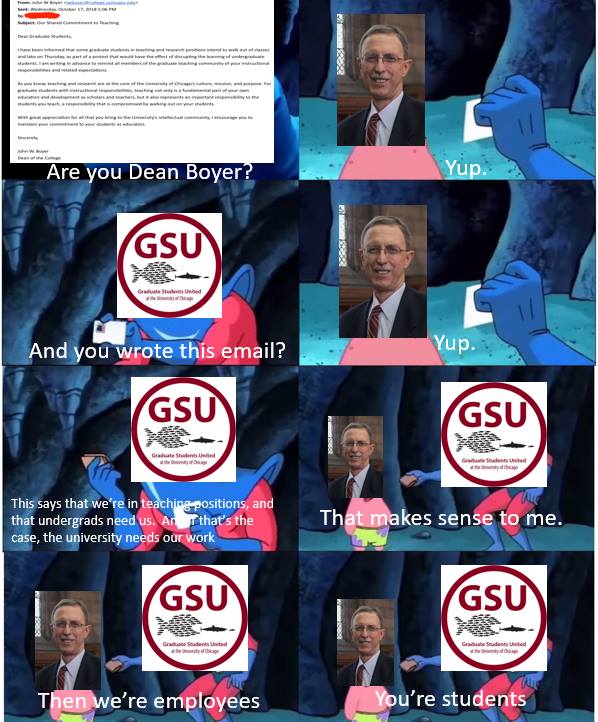 From: John W Boyer <jwboyer@college.uchicago.edu>
Sent: Wednesday, October 17, 2018 5:06 PM
To:
Subject: Our Shared Commitment to Teaching
Dear Graduate Students,
I have been informed that some graduate students in teaching and research positions intend to walk out of classes
and labs on Thursday, as part of a protest that would have the effect of disrupting the learning of undergraduate
students. I am writing in advance to remind all members of the graduate teaching community of your instructional
responsibilities and related expectations.
As you know, teaching and research are at the core of the University of Chicago's culture, mission, and purpose. For
graduate students with instructional responsibilities, teaching not only is a fundamental part of your own
education and development as scholars and teachers, but it also represents an important responsibility to the
students you teach, a responsibility that is compromised by walking out on your students.
With great appreciation for all that you bring to the University's intellectual community, I encourage you to
maintain your commitment to your students as educators.
Sincerely,
John W. Boyer
Dean of the College
Are you Dean Boyer?
Yup.
GSU
Graduate Students United
at the University of Chicago
And you wrote this email?
Yup.
GSU
Graduate Students United
at the University of Chicago
This says that we're in teaching positions, and
that undergrads need us. And if that's the
case, the university needs our work
GSU
Graduate Students United
at the University of Chicago
That makes sense to me.
GSU
Graduate Students United
at the University of Chicago
Then we're employees
GSU
Graduate Students United
at the University of Chicago
You're students